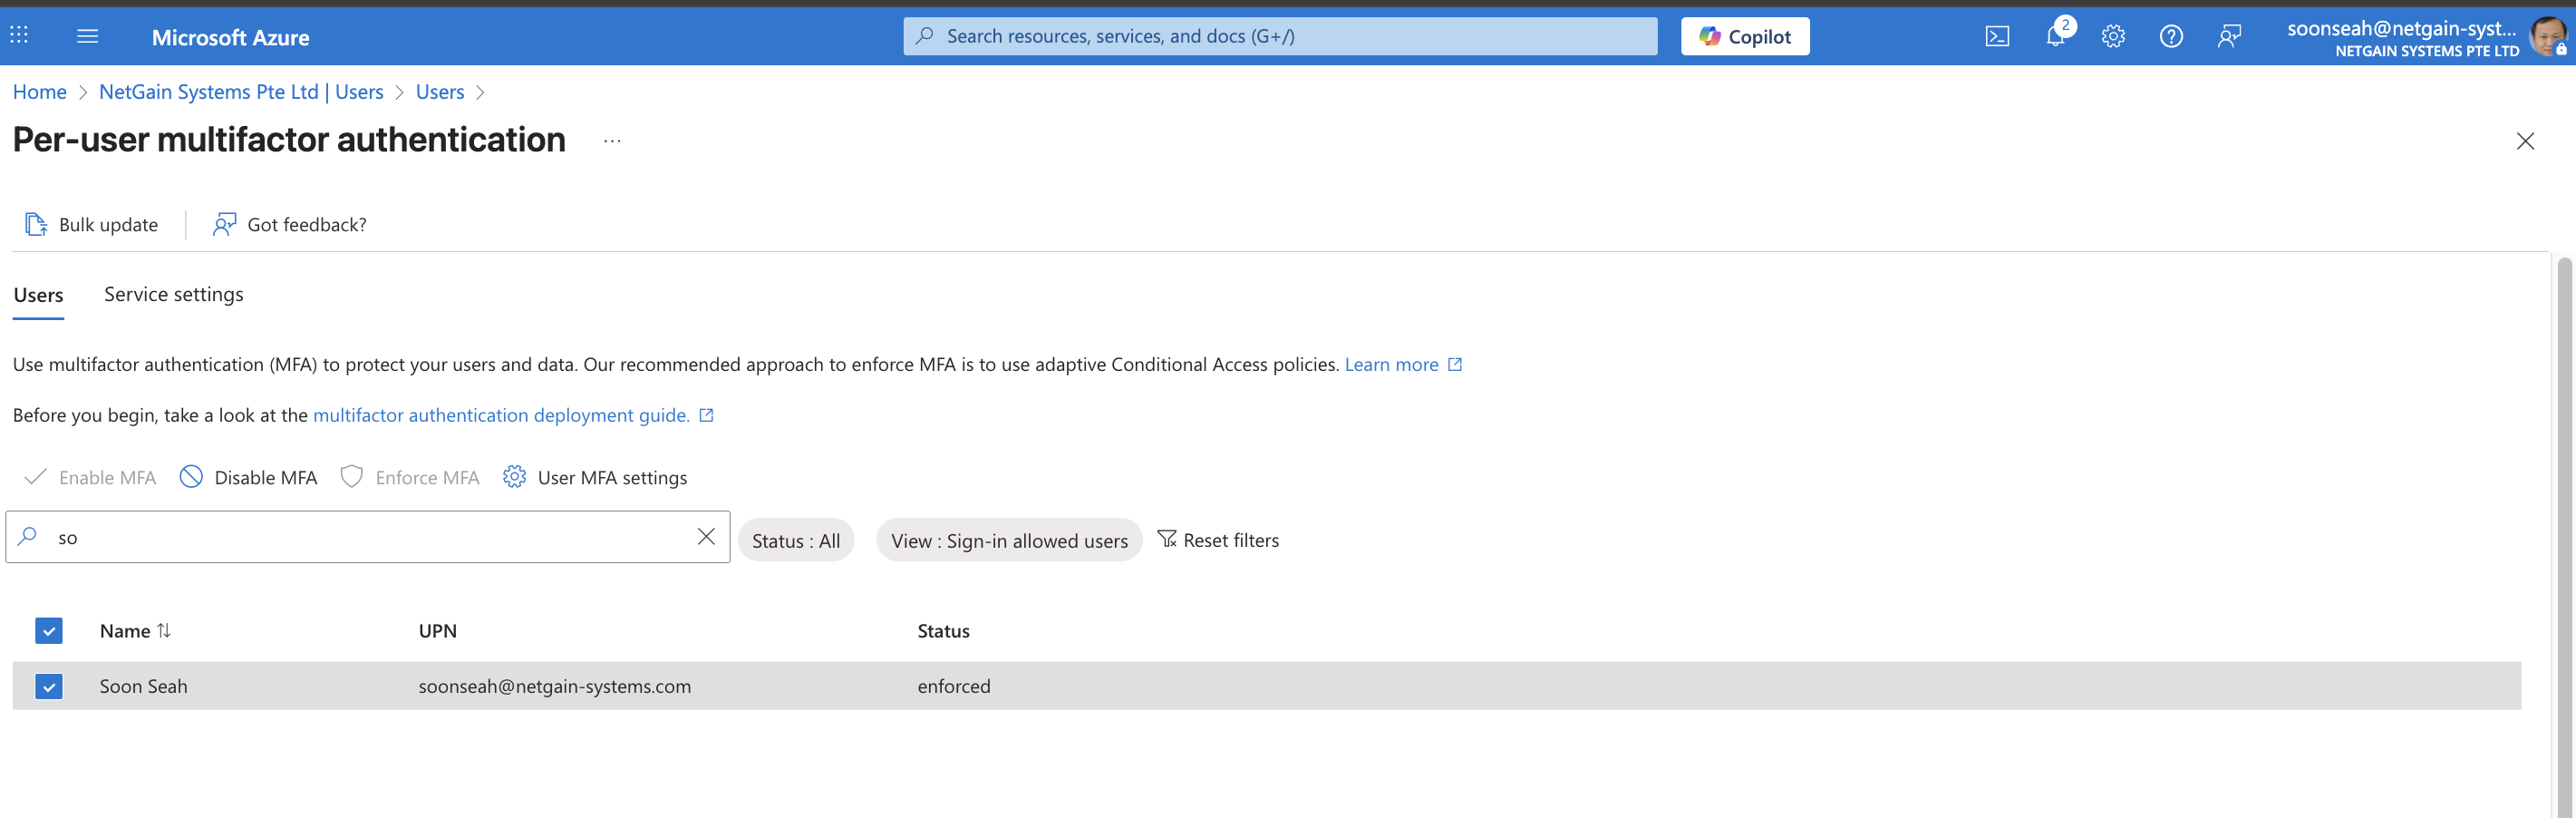 Microsoft Azure
Search resources, services, and docs (G+/)
Copilot
2
soonseah@netgain-syst...
NETGAIN SYSTEMS PTE LTD
Home > NetGain Systems Pte Ltd | Users > Users >
Per-user multifactor authentication ...
Bulk update
Got feedback?
Users
Service settings
Use multifactor authentication (MFA) to protect your users and data. Our recommended approach to enforce MFA is to use adaptive Conditional Access policies. Learn more
Before you begin, take a look at the multifactor authentication deployment guide.
Enable MFA
Disable MFA
Enforce MFA
User MFA settings
so
Status : All
View : Sign-in allowed users
Reset filters
Name
UPN
Status
Soon Seah
soonseah@netgain-systems.com
enforced